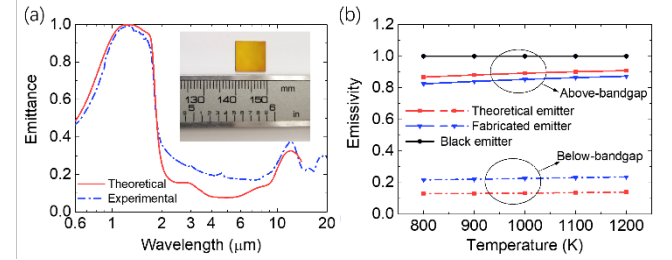 (a)
1.0
0.8
0.6
0.4
0.2
0.0
Emittance
mm
130 140 150
5 6
in
Theoretical
Experimental
0.6 1 2 4 6 8 10 20
Wavelength (μm)
(b)
1.2
1.0
0.8
0.6
0.4
0.2
0.0
Emissivity
Above-bandgap
Theoretical emitter
Fabricated emitter
Black emitter
Below-bandgap
800 900 1000 1100 1200
Temperature (K)